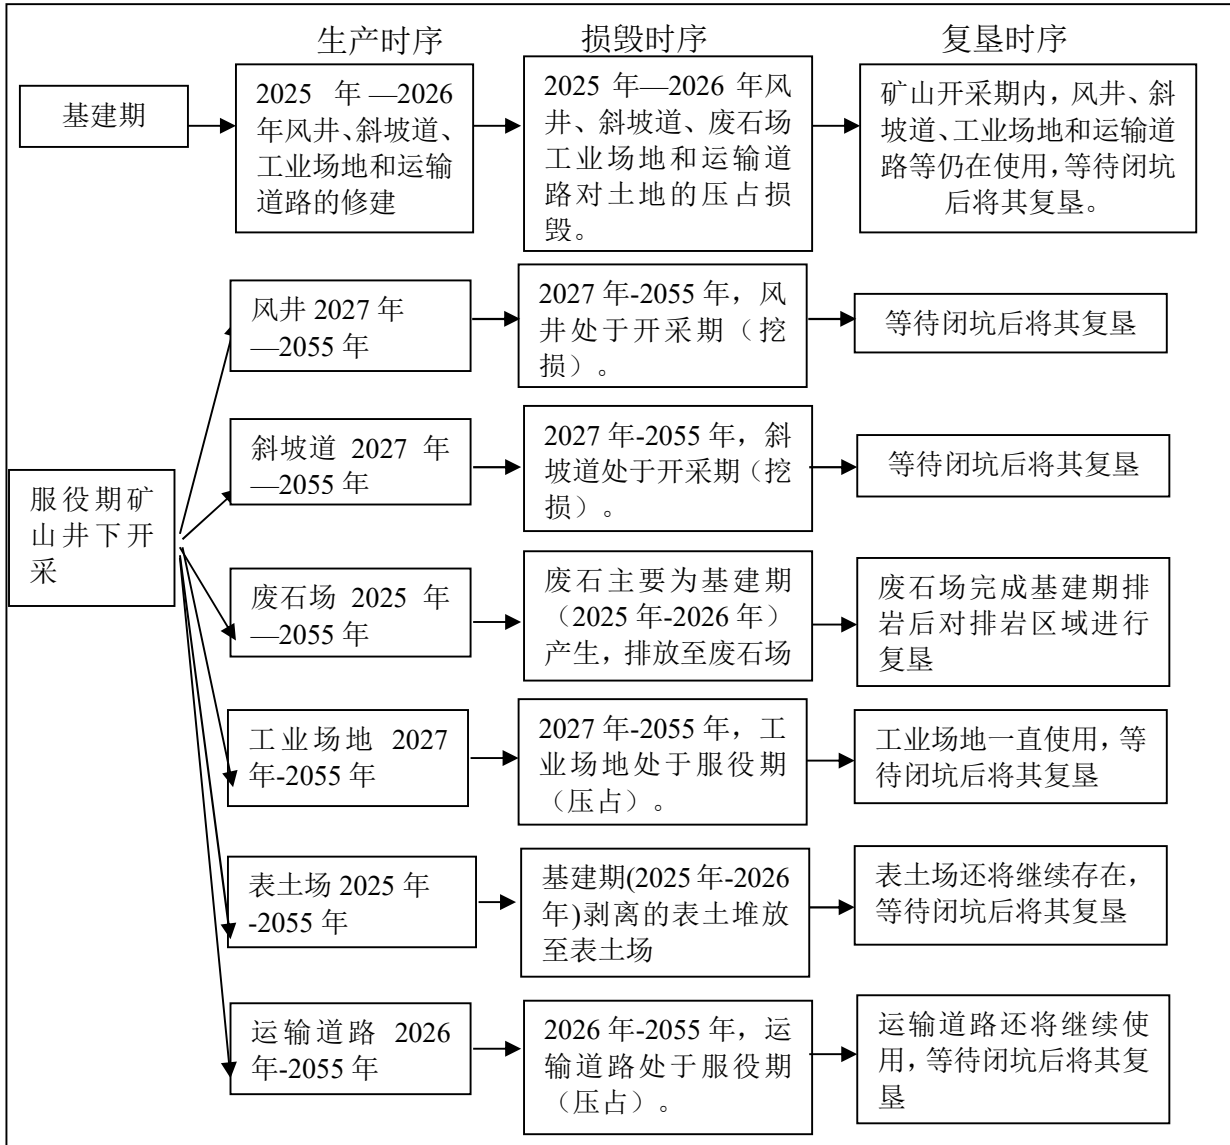 生产时序
损毁时序
复垦时序
基建期
2025 年—2026
年风井、斜坡道、
工业场地和运输
道路的修建
2025 年—2026 年风
井、斜坡道、废石场
工业场地和运输道
路对土地的压占损
毁。
矿山开采期内，风井、斜
坡道、工业场地和运输道
路等仍在使用，等待闭坑
后将其复垦。
服役期矿
山井下开
采
风井 2027 年
—2055 年
2027 年-2055 年，风
井处于开采期（挖
损）。
等待闭坑后将其复垦
斜坡道 2027 年
—2055 年
2027 年-2055 年，斜
坡道处于开采期（挖
损）。
等待闭坑后将其复垦
废石场 2025 年
—2055 年
废石主要为基建期
（2025 年-2026 年）
产生，排放至废石场
废石场完成基建期排
岩后对排岩区域进行
复垦
工业场地 2027
年-2055 年
2027 年-2055 年，工
业场地处于服役期
（压占）。
工业场地一直使用，等
待闭坑后将其复垦
表土场 2025 年
-2055 年
基建期(2025 年-2026
年)剥离的表土堆放
至表土场
表土场还将继续存在，
等待闭坑后将其复垦
运输道路 2026
年-2055 年
2026 年-2055 年，运
输道路处于服役期
（压占）。
运输道路还将继续使
用，等待闭坑后将其复
垦